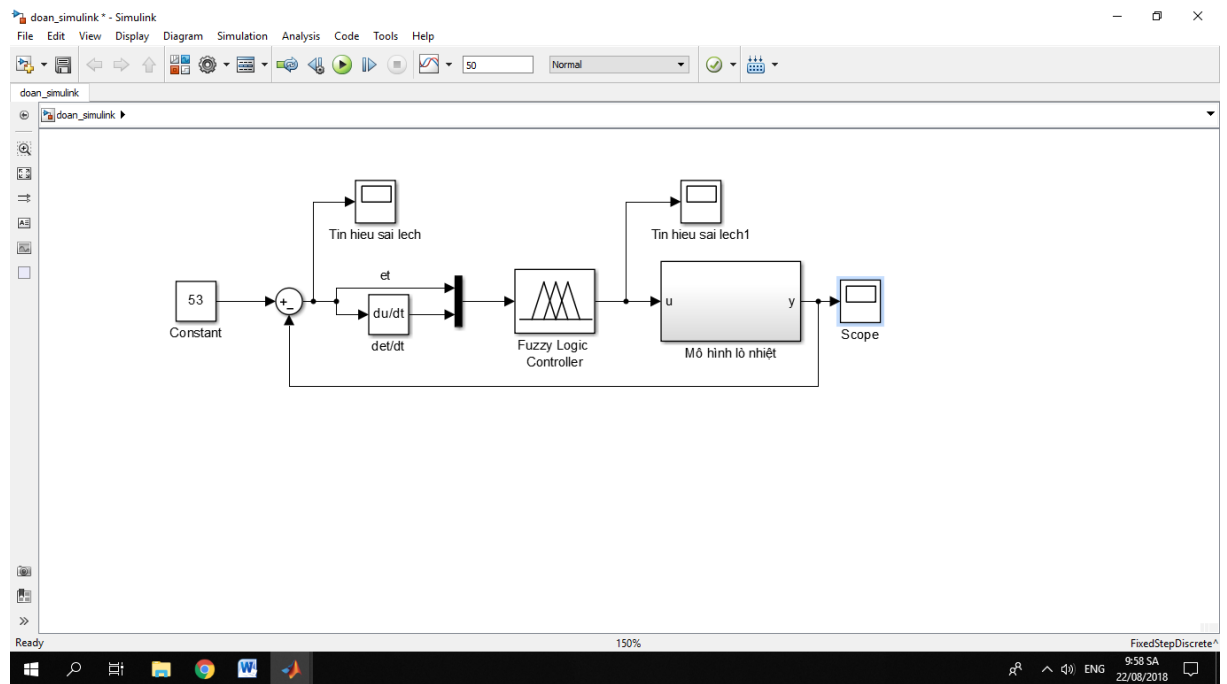 doan_simulink * - Simulink
File Edit View Display Diagram Simulation Analysis Code Tools Help
50 Normal
doan_simulink
doan_simulink
Tin hieu sai lech
Tin hieu sai lech1
et
53
+
−
du/dt
u
y
Constant
det/dt
Fuzzy Logic
Controller
Mô hình lò nhiệt
Scope
Ready 150% FixedStepDiscrete^
ENG
9:58 SA
22/08/2018